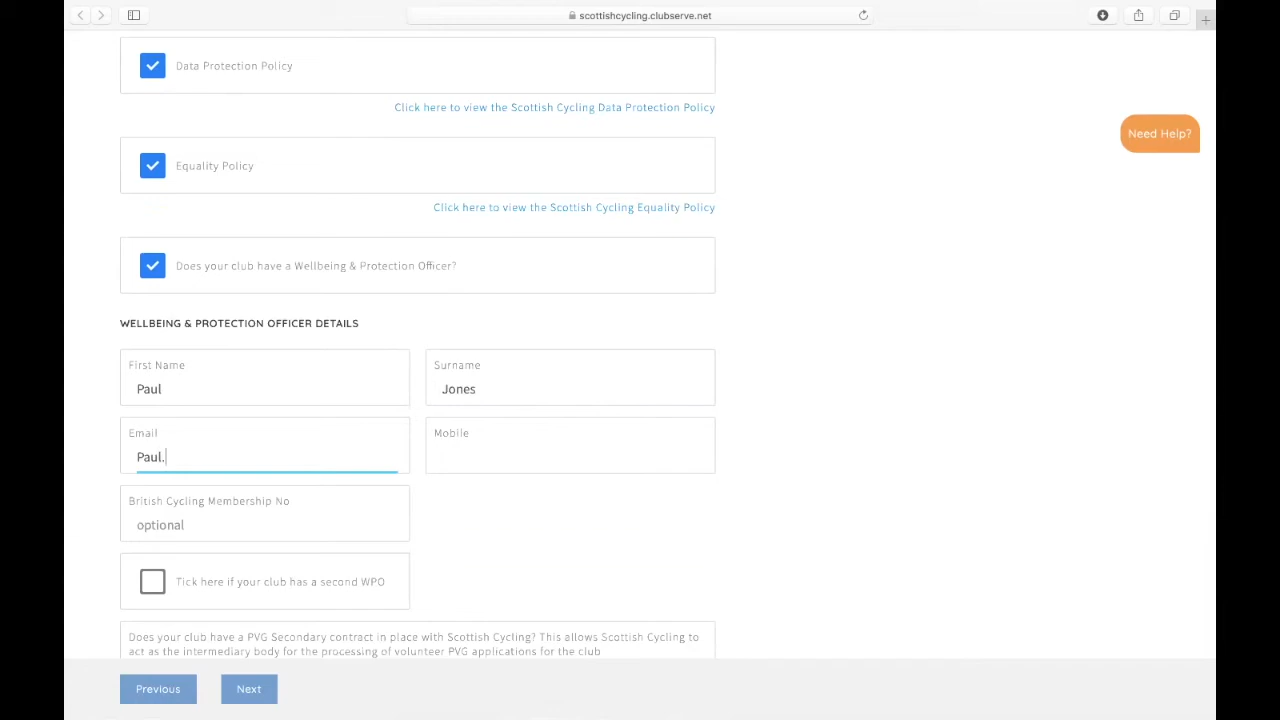 scottishcycling.clubserve.net
Data Protection Policy
Click here to view the Scottish Cycling Data Protection Policy
Need Help?
Equality Policy
Click here to view the Scottish Cycling Equality Policy
Does your club have a Wellbeing & Protection Officer?
WELLBEING & PROTECTION OFFICER DETAILS
First Name
Surname
Paul
Jones
Email
Mobile
Paul.
British Cycling Membership No
optional
Tick here if your club has a second WPO
Does your club have a PVG Secondary contract in place with Scottish Cycling? This allows Scottish Cycling to
act as the intermediary body for the processing of volunteer PVG applications for the club
Previous
Next